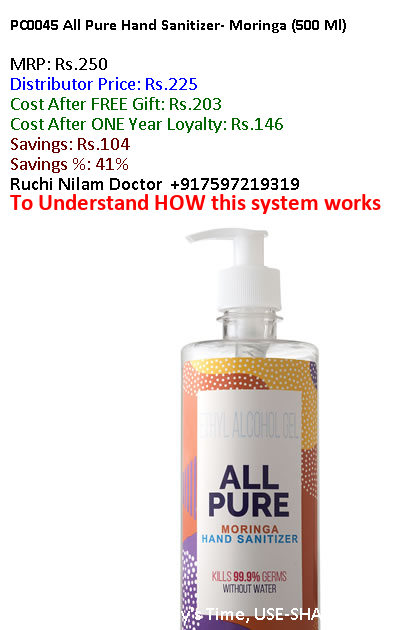 PC0045 All Pure Hand Sanitizer- Moringa (500 Ml)
MRP: Rs.250
Distributor Price: Rs.225
Cost After FREE Gift: Rs.203
Cost After ONE Year Loyalty: Rs.146
Savings: Rs.104
Savings %: 41%
Ruchi Nilam Doctor +917597219319
To Understand HOW this system works
ETHYL ALCOHOL GEL
ALL
PURE
MORINGA
HAND SANITIZER
KILLS 99.9% GERMS
WITHOUT WATER
Time, USE-SHA